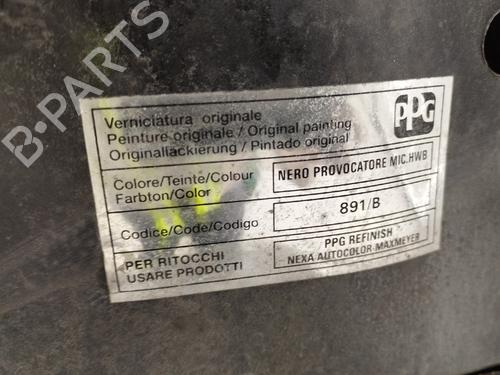 B-PARTS
Verniciatura originale
Peinture originale / Original painting
Originallackierung / Pintado original
PPG
Colore/Teinte/Colour
Farbton/Color
NERO PROVOCATORE MIC.HWB
Codice/Code/Codigo
891/B
PER RITOCCHI
USARE PRODOTTI
PPG REFINISH
NEXA AUTOCOLOR-MAXMEYER